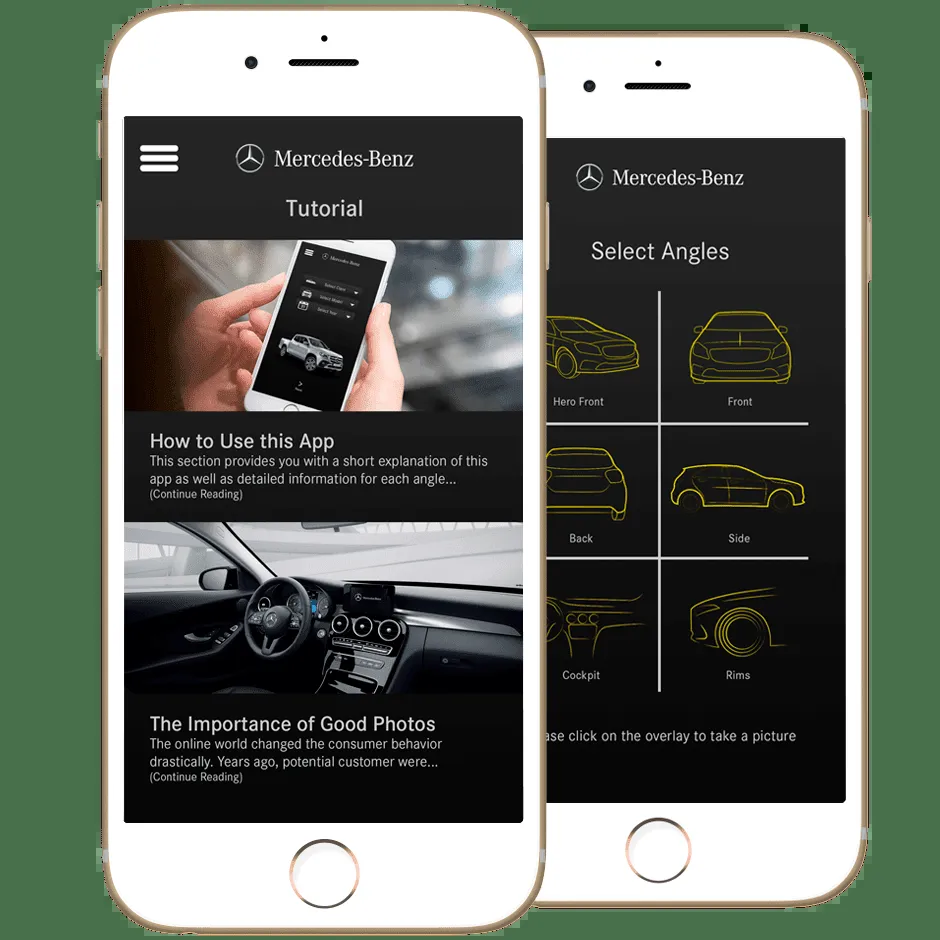 Mercedes-Benz
Tutorial
Mercedes-Benz
Select Class
Select Model
Select Year
How to Use this App
This section provides you with a short explanation of this
app as well as detailed information for each angle...
(Continue Reading)
The Importance of Good Photos
The online world changed the consumer behavior
drastically. Years ago, potential customer were...
(Continue Reading)
Mercedes-Benz
Select Angles
Hero Front
Front
Back
Side
Cockpit
Rims
click on the overlay to take a picture